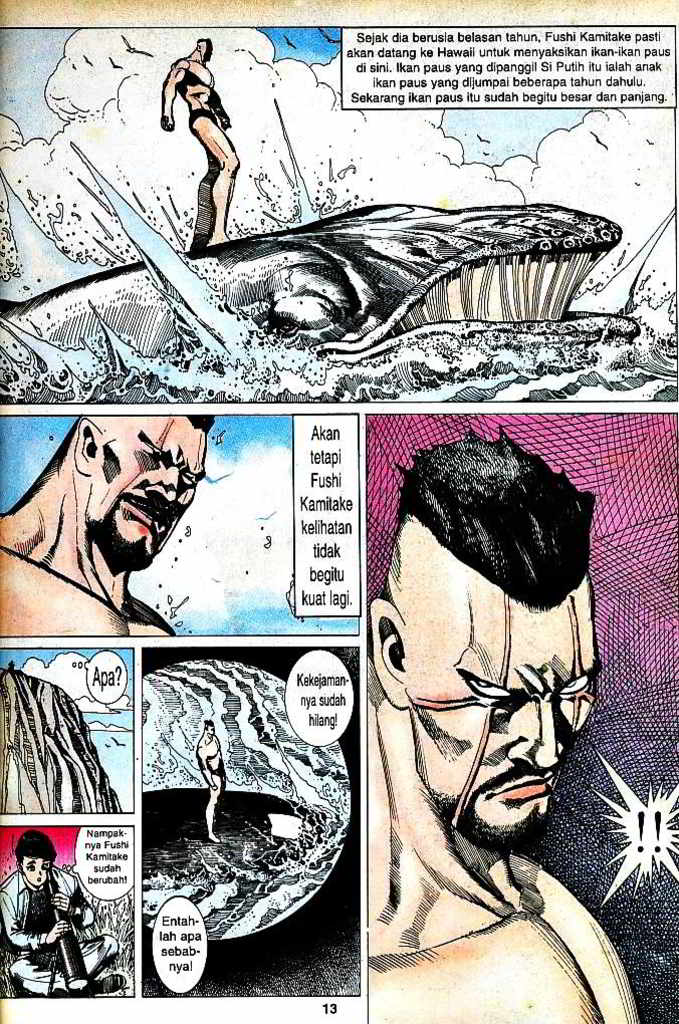 Sejak dia berusia belasan tahun, Fushi Kamitake pasti
akan datang ke Hawaii untuk menyaksikan ikan-ikan paus
di sini. Ikan paus yang dipanggil Si Putih itu ialah anak
ikan paus yang dijumpai beberapa tahun dahulu.
Sekarang ikan paus itu sudah begitu besar dan panjang.
Akan
tetapi
Fushi
Kamitake
kelihatan
tidak
begitu
kuat lagi.
Apa?
Kekejaman-
nya sudah
hilang!
Nampak-
nya Fushi
Kamitake
sudah
berubah!
Entah-
lah apa
sebab-
nya!
!!
13